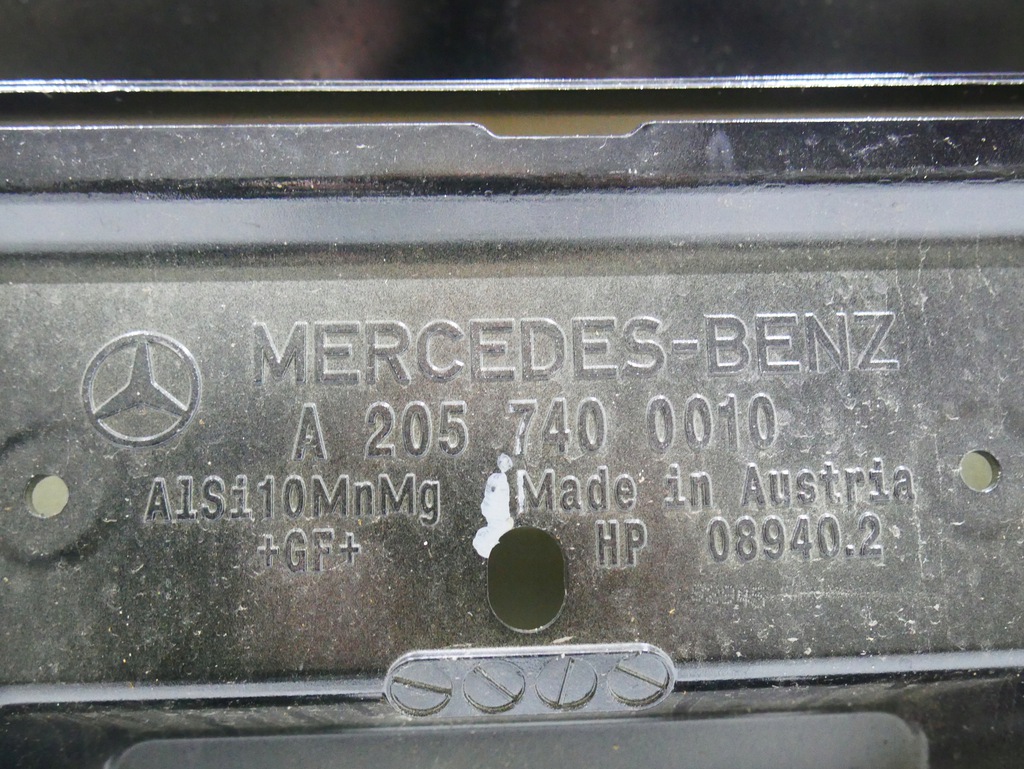 MERCEDES-BENZ
A 205 740 0010
AlSi10MnMg Made in Austria
+GF+ HP 08940.2